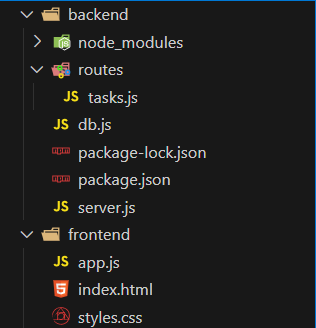 backend
node_modules
routes
JS tasks.js
JS db.js
package-lock.json
package.json
JS server.js
frontend
JS app.js
index.html
styles.css